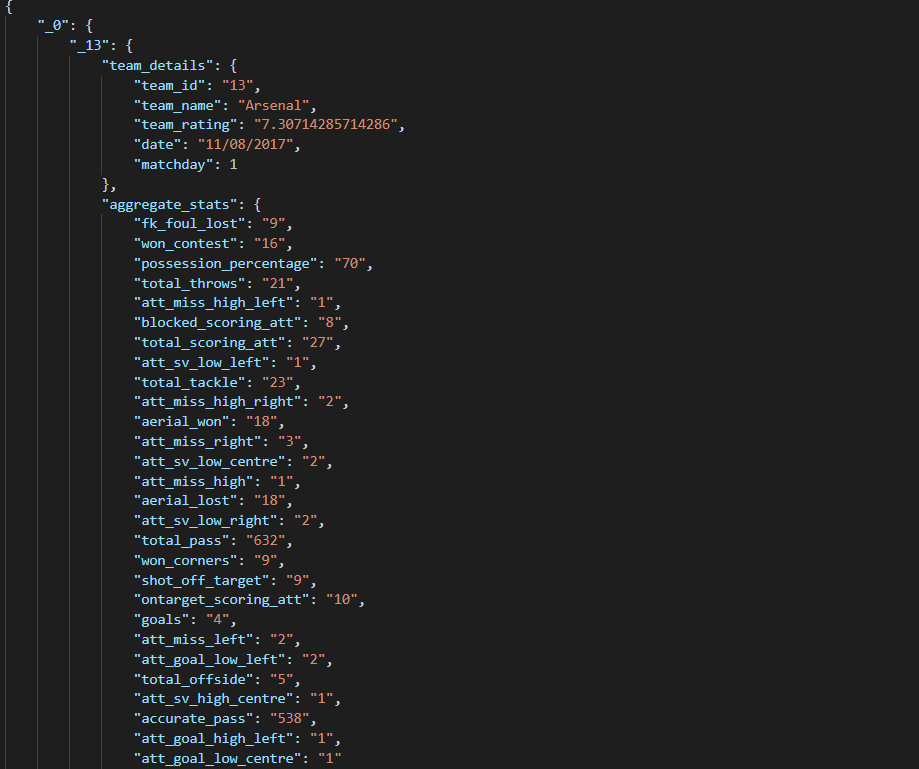 {
"_0": {
"_13": {
"team_details": {
"team_id": "13",
"team_name": "Arsenal",
"team_rating": "7.30714285714286",
"date": "11/08/2017",
"matchday": 1
},
"aggregate_stats": {
"fk_foul_lost": "9",
"won_contest": "16",
"possession_percentage": "70",
"total_throws": "21",
"att_miss_high_left": "1",
"blocked_scoring_att": "8",
"total_scoring_att": "27",
"att_sv_low_left": "1",
"total_tackle": "23",
"att_miss_high_right": "2",
"aerial_won": "18",
"att_miss_right": "3",
"att_sv_low_centre": "2",
"att_miss_high": "1",
"aerial_lost": "18",
"att_sv_low_right": "2",
"total_pass": "632",
"won_corners": "9",
"shot_off_target": "9",
"ontarget_scoring_att": "10",
"goals": "4",
"att_miss_left": "2",
"att_goal_low_left": "2",
"total_offside": "5",
"att_sv_high_centre": "1",
"accurate_pass": "538",
"att_goal_high_left": "1",
"att_goal_low_centre": "1"